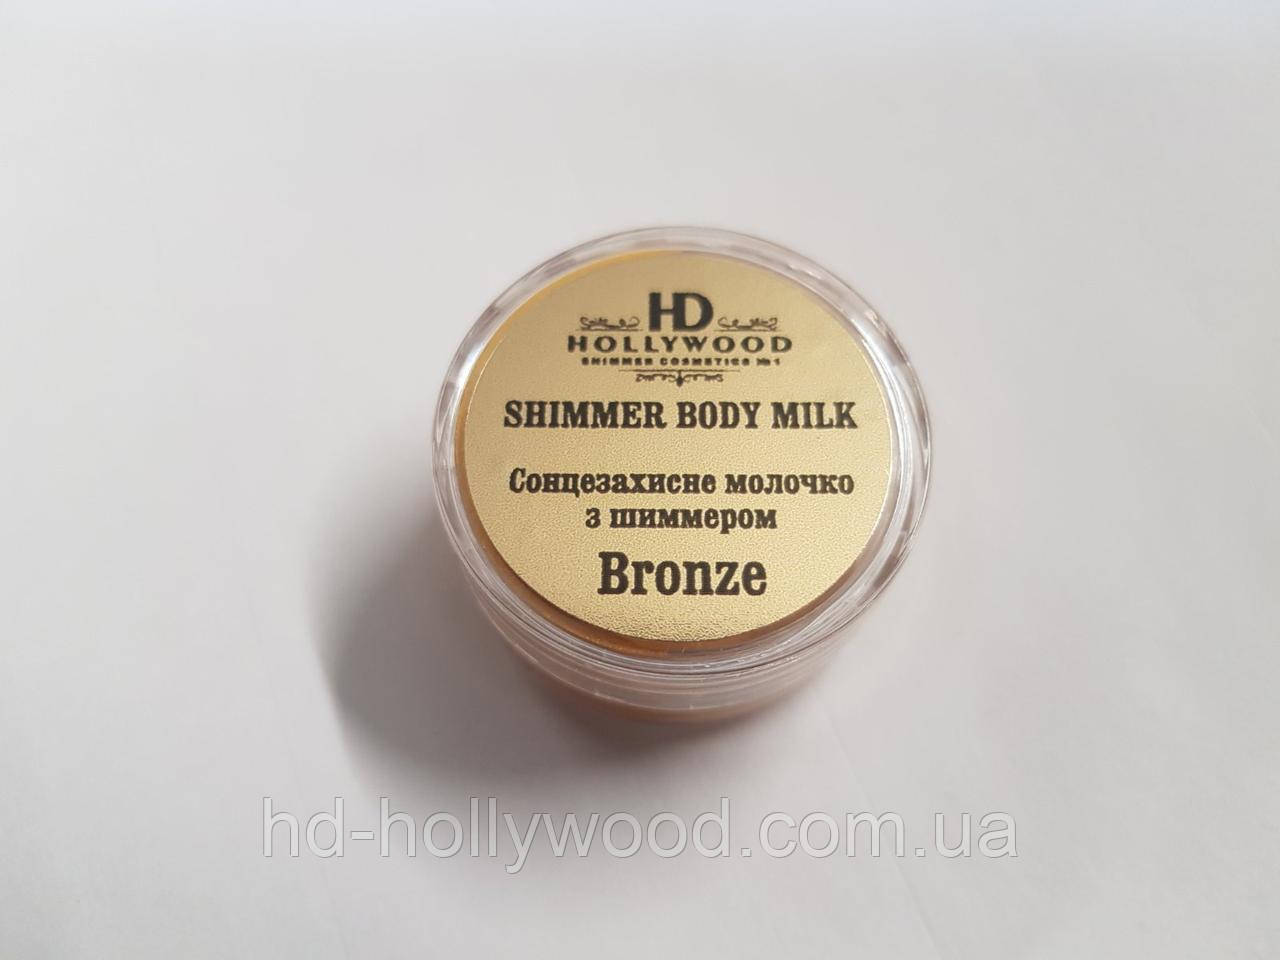 HD
HOLLYWOOD
SHIMMER COSMETICS №1
SHIMMER BODY MILK
Сонцезахисне молочко
з шиммером
Bronze
hd-hollywood.com.ua